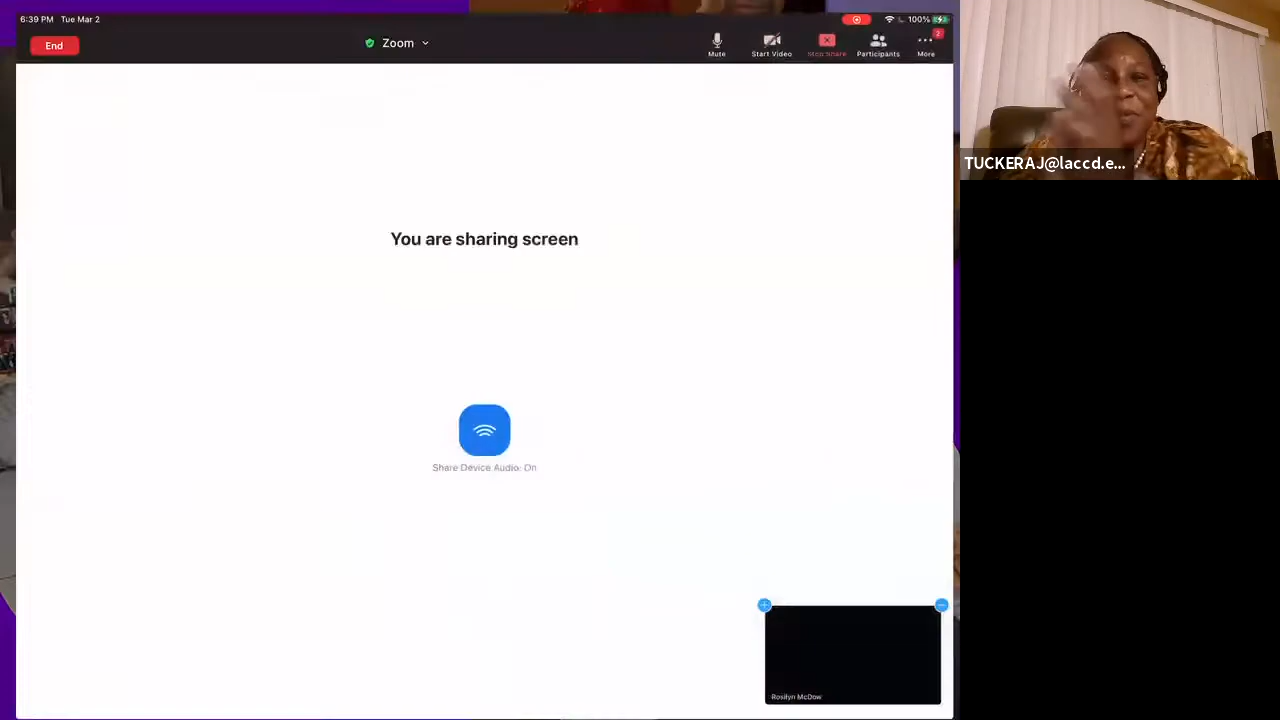 6:39 PM Tue Mar 2
100%
End
Zoom
2
Mute
Start Video
Stop Share
Participants
More
TUCKERAJ@laccd.e...
You are sharing screen
Share Device Audio: On
Rosilyn McDow